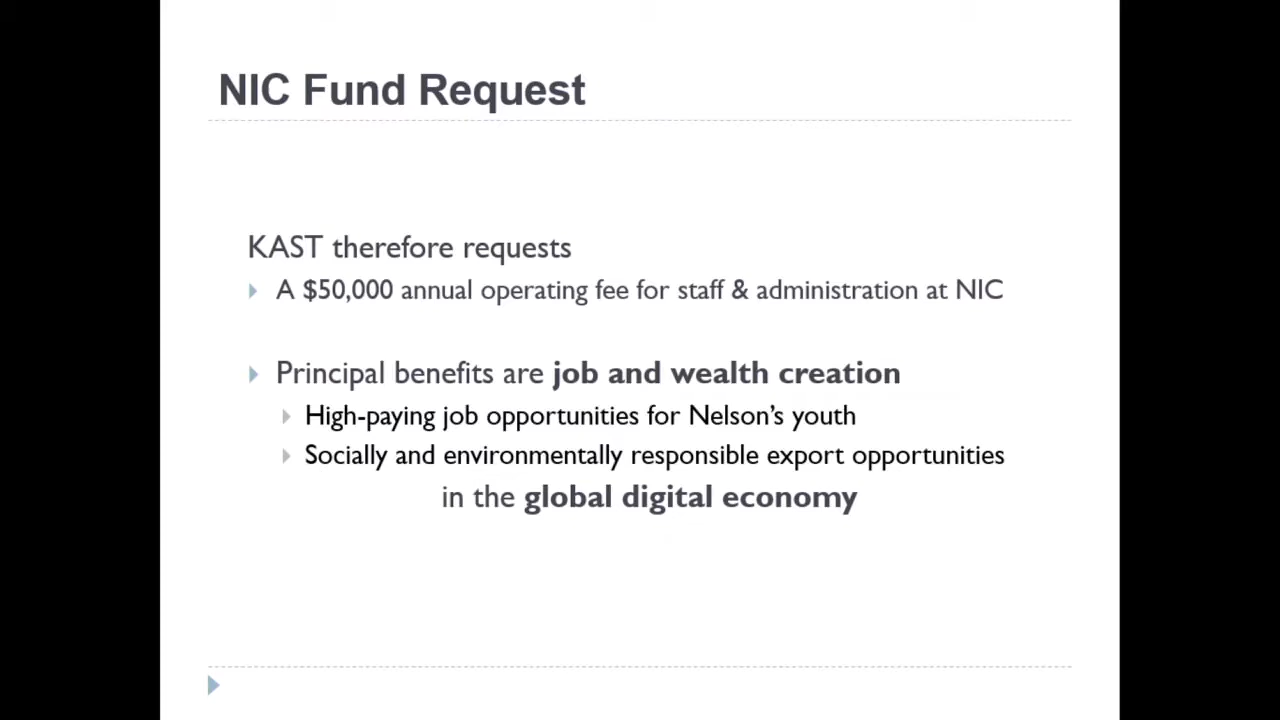 NIC Fund Request
KAST therefore requests
A $50,000 annual operating fee for staff & administration at NIC
Principal benefits are job and wealth creation
High-paying job opportunities for Nelson’s youth
Socially and environmentally responsible export opportunities
in the global digital economy